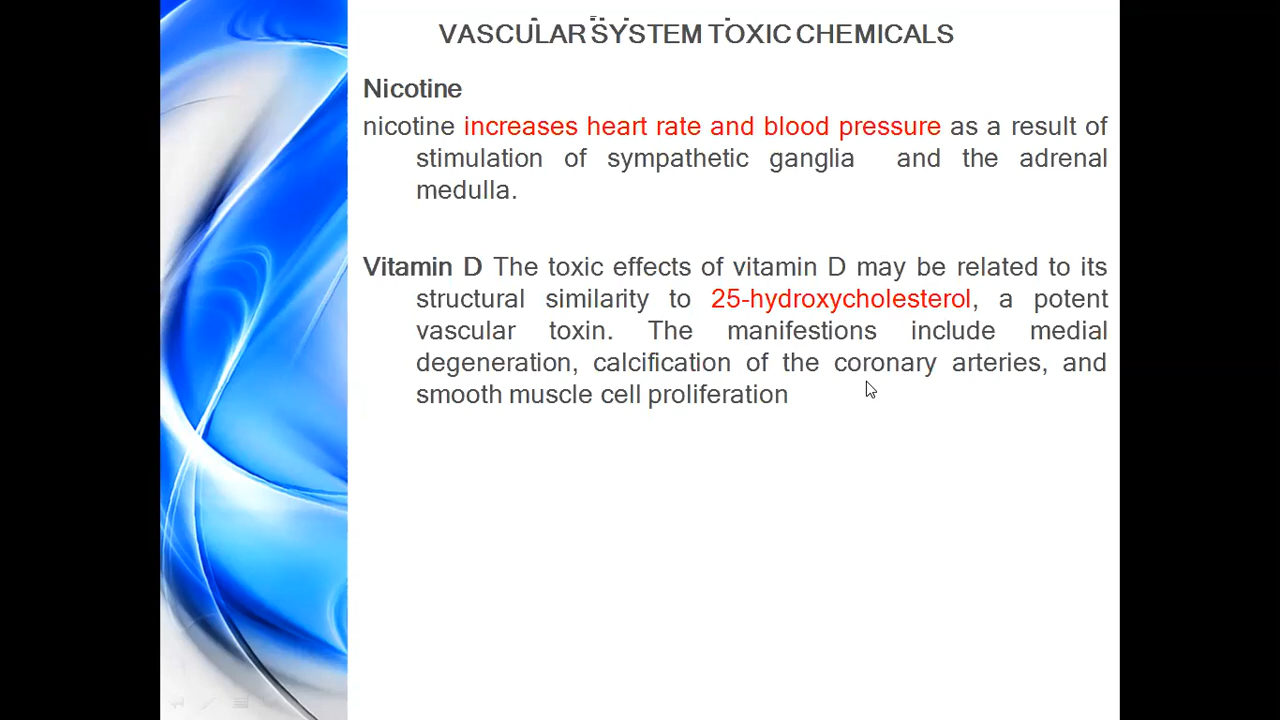 VASCULAR SYSTEM TOXIC CHEMICALS
Nicotine
nicotine increases heart rate and blood pressure as a result of
stimulation of sympathetic ganglia and the adrenal
medulla.
Vitamin D The toxic effects of vitamin D may be related to its
structural similarity to 25-hydroxycholesterol, a potent
vascular toxin. The manifestions include medial
degeneration, calcification of the coronary arteries, and
smooth muscle cell proliferation